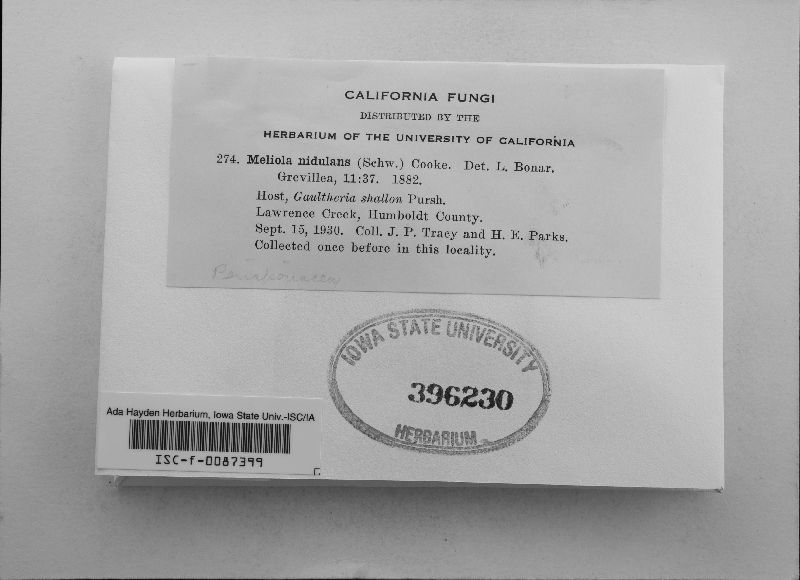 CALIFORNIA FUNGI
DISTRIBUTED BY THE
HERBARIUM OF THE UNIVERSITY OF CALIFORNIA
274. Meliola nidulans (Schw.) Cooke. Det. L. Bonar.
Grevillea, 11:37. 1882.
Host, Gaultheria shallon Pursh.
Lawrence Creek, Humboldt County.
Sept. 15, 1930. Coll. J. P. Tracy and H. E. Parks.
Collected once before in this locality.
IOWA STATE UNIVERSITY
396230
HERBARIUM
Ada Hayden Herbarium, Iowa State Univ.-ISC/IA
ISC-f-0087399